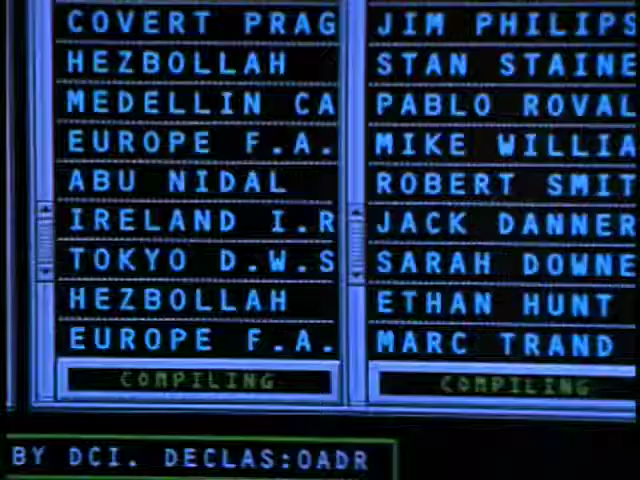 COVERT PRAG JIM PHILIPS
HEZBOLLAH STAN STAINE
MEDELLIN CA PABLO ROVAL
EUROPE F.A. MIKE WILLIA
ABU NIDAL ROBERT SMIT
IRELAND I.R JACK DANNER
TOKYO D.W.S SARAH DOWNE
HEZBOLLAH ETHAN HUNT
EUROPE F.A. MARC TRAND
COMPILING COMPILING
BY DCI. DECLAS:OADR